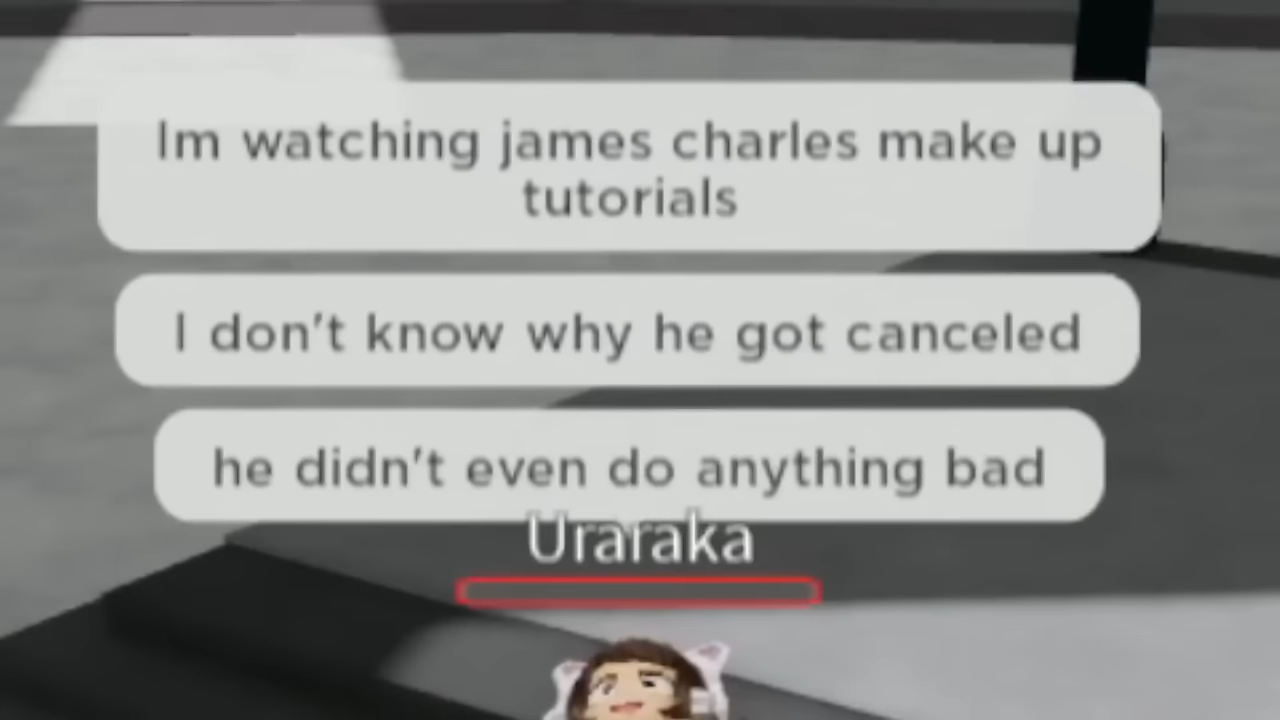 Im watching james charles make up
tutorials
I don't know why he got canceled
he didn't even do anything bad
Uraraka